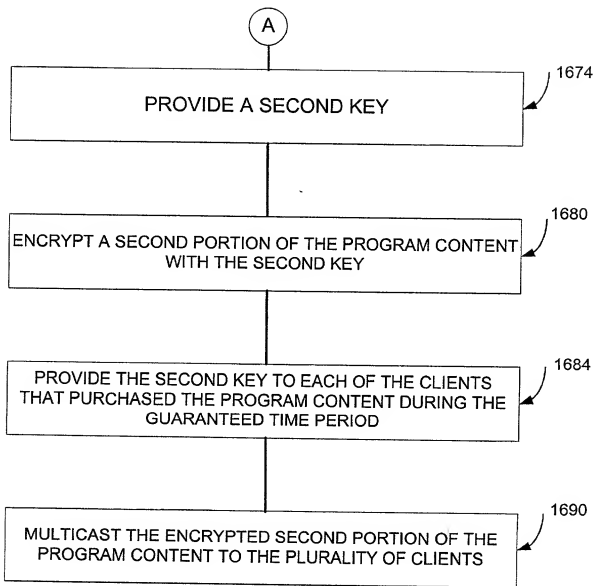 A
1674
PROVIDE A SECOND KEY
1680
ENCRYPT A SECOND PORTION OF THE PROGRAM CONTENT
WITH THE SECOND KEY
1684
PROVIDE THE SECOND KEY TO EACH OF THE CLIENTS
THAT PURCHASED THE PROGRAM CONTENT DURING THE
GUARANTEED TIME PERIOD
1690
MULTICAST THE ENCRYPTED SECOND PORTION OF THE
PROGRAM CONTENT TO THE PLURALITY OF CLIENTS